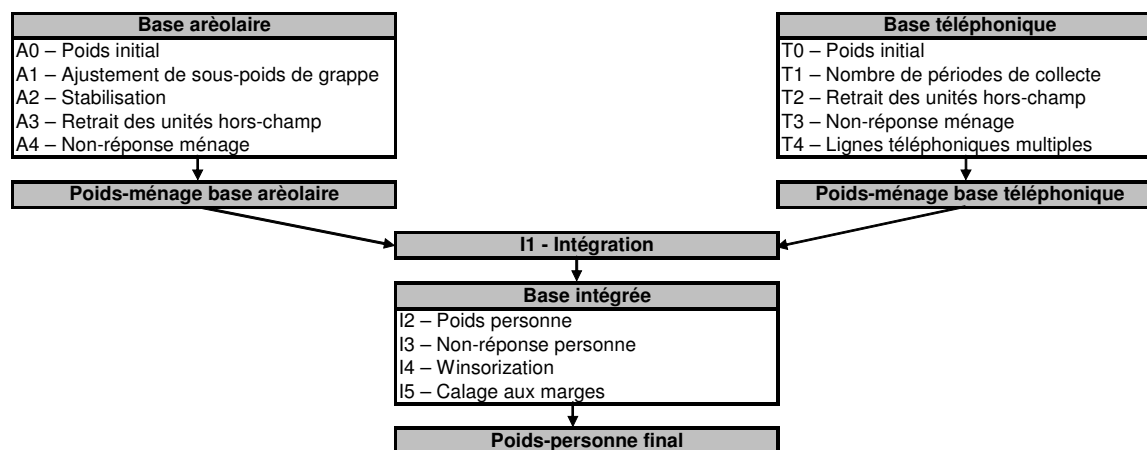 Base arèolaire
A0 – Poids initial
A1 – Ajustement de sous-poids de grappe
A2 – Stabilisation
A3 – Retrait des unités hors-champ
A4 – Non-réponse ménage
Poids-ménage base arèolaire
Base téléphonique
T0 – Poids initial
T1 – Nombre de périodes de collecte
T2 – Retrait des unités hors-champ
T3 – Non-réponse ménage
T4 – Lignes téléphoniques multiples
Poids-ménage base téléphonique
I1 - Intégration
Base intégrée
I2 – Poids personne
I3 – Non-réponse personne
I4 – Winsorization
I5 – Calage aux marges
Poids-personne final